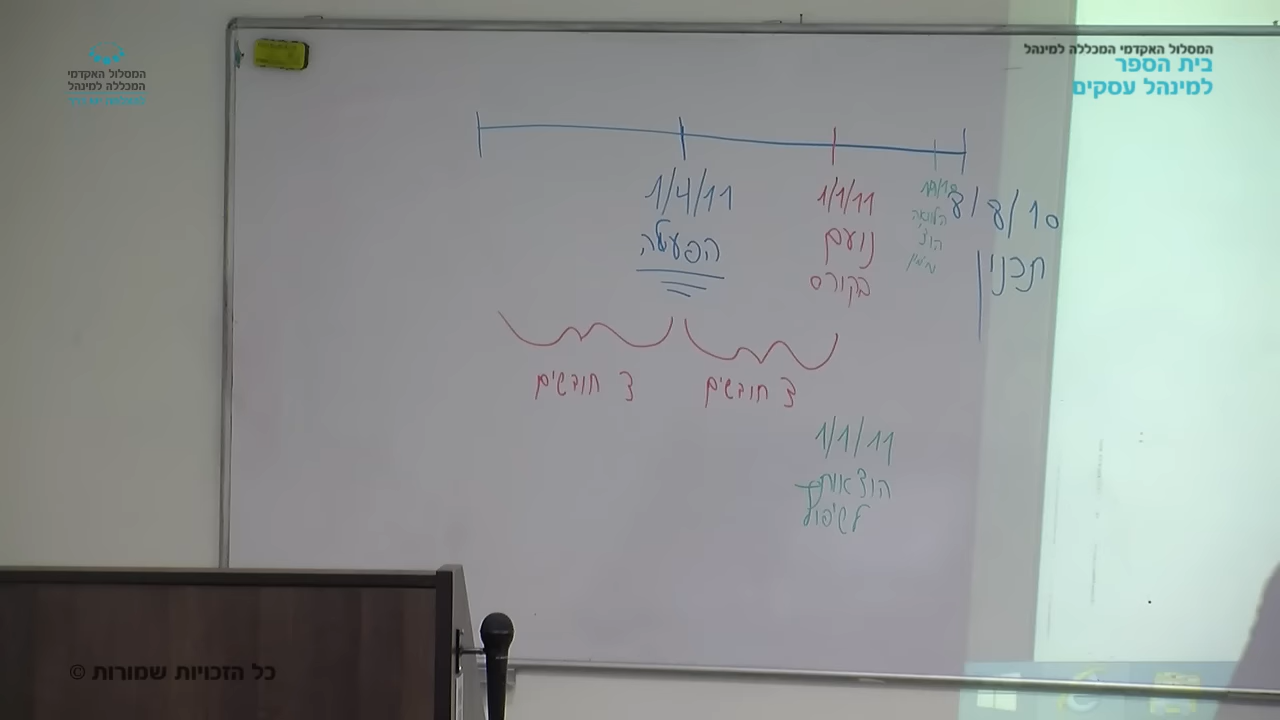 המסלול האקדמי המכללה למינהל
בית הספר
למינהל עסקים
המסלול האקדמי
המכללה למינהל
8/8/10
תכנון
1/1/11
נועם
בקורס
1/4/11
הפעלה
3 חודשים
3 חודשים
1/1/11
הוצאות
לשיפוץ
כל הזכויות שמורות ©